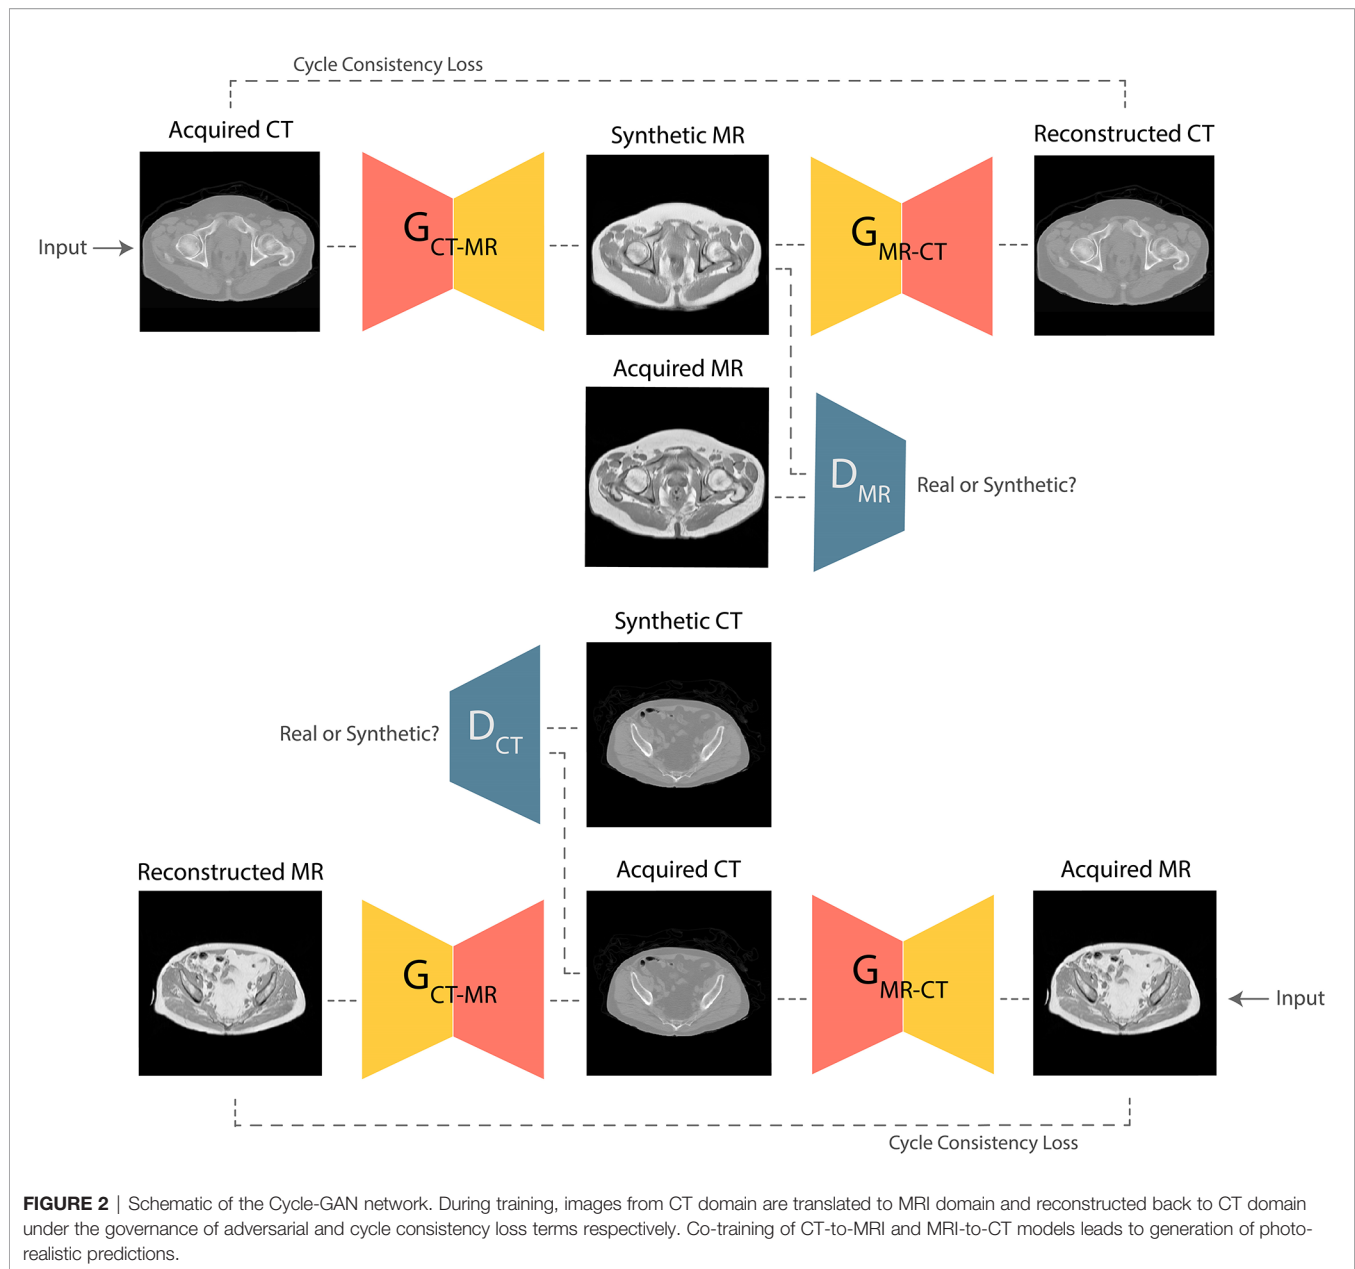 Cycle Consistency Loss
Acquired CT
Synthetic MR
Reconstructed CT
Input
G CT-MR
G MR-CT
Acquired MR
D MR
Real or Synthetic?
Synthetic CT
D CT
Real or Synthetic?
Reconstructed MR
Acquired CT
Acquired MR
G CT-MR
G MR-CT
Input
Cycle Consistency Loss
FIGURE 2 | Schematic of the Cycle-GAN network. During training, images from CT domain are translated to MRI domain and reconstructed back to CT domain
under the governance of adversarial and cycle consistency loss terms respectively. Co-training of CT-to-MRI and MRI-to-CT models leads to generation of photo-
realistic predictions.